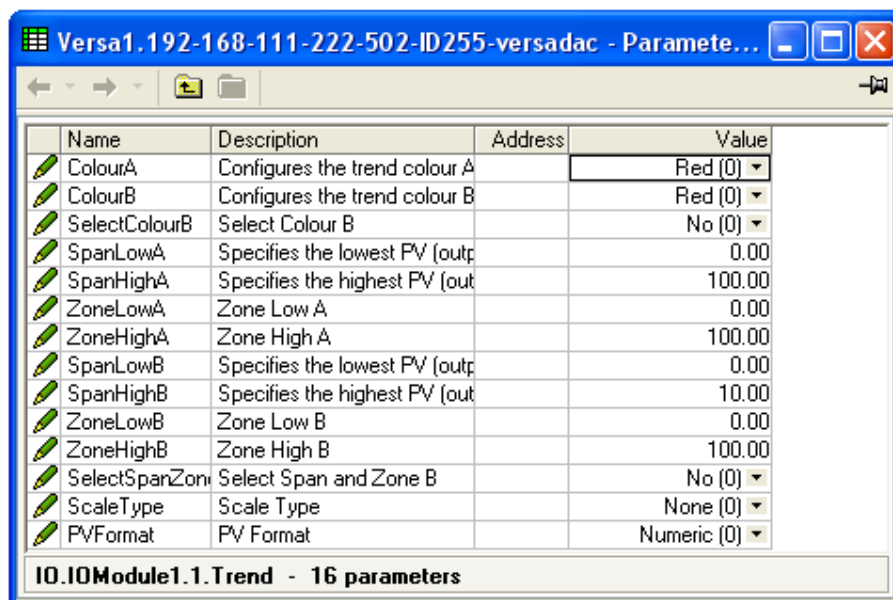 Versa1.192-168-111-222-502-ID255-versadac - Paramete...
Name Description Address Value
ColourA Configures the trend colour A Red (0)
ColourB Configures the trend colour B Red (0)
SelectColourB Select Colour B No (0)
SpanLowA Specifies the lowest PV (outp 0.00
SpanHighA Specifies the highest PV (out 100.00
ZoneLowA Zone Low A 0.00
ZoneHighA Zone High A 100.00
SpanLowB Specifies the lowest PV (outp 0.00
SpanHighB Specifies the highest PV (out 10.00
ZoneLowB Zone Low B 0.00
ZoneHighB Zone High B 100.00
SelectSpanZon Select Span and Zone B No (0)
ScaleType Scale Type None (0)
PVFormat PV Format Numeric (0)
IO.IOModule1.1.Trend - 16 parameters